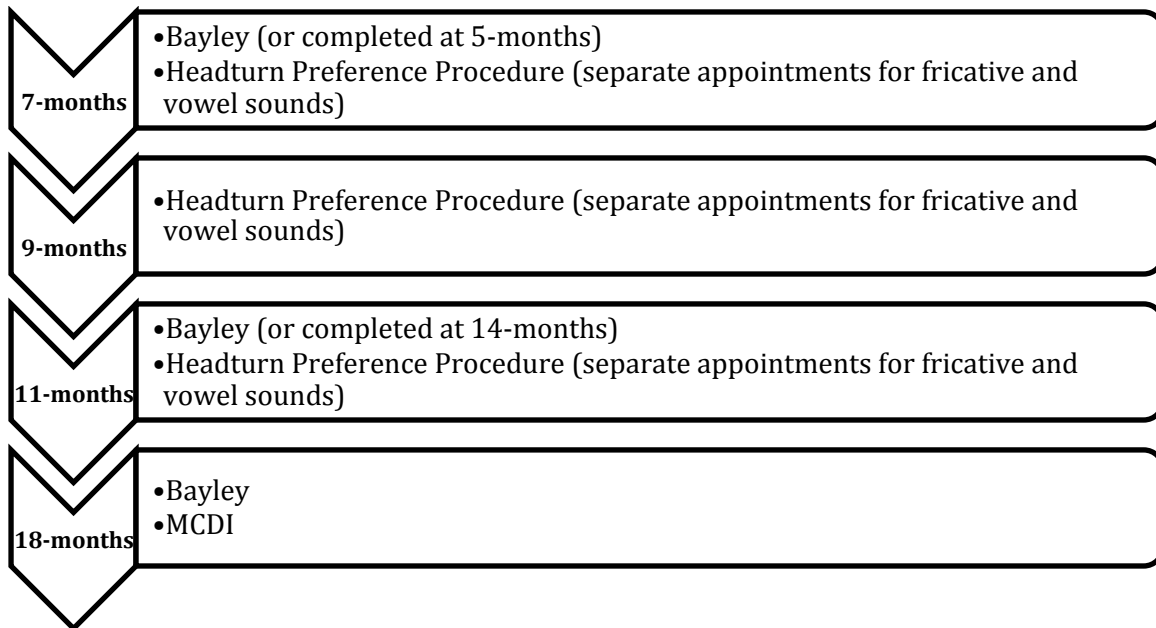 7-months
•Bayley (or completed at 5-months)
•Headturn Preference Procedure (separate appointments for fricative and
vowel sounds)
9-months
•Headturn Preference Procedure (separate appointments for fricative and
vowel sounds)
11-months
•Bayley (or completed at 14-months)
•Headturn Preference Procedure (separate appointments for fricative and
vowel sounds)
18-months
•Bayley
•MCDI